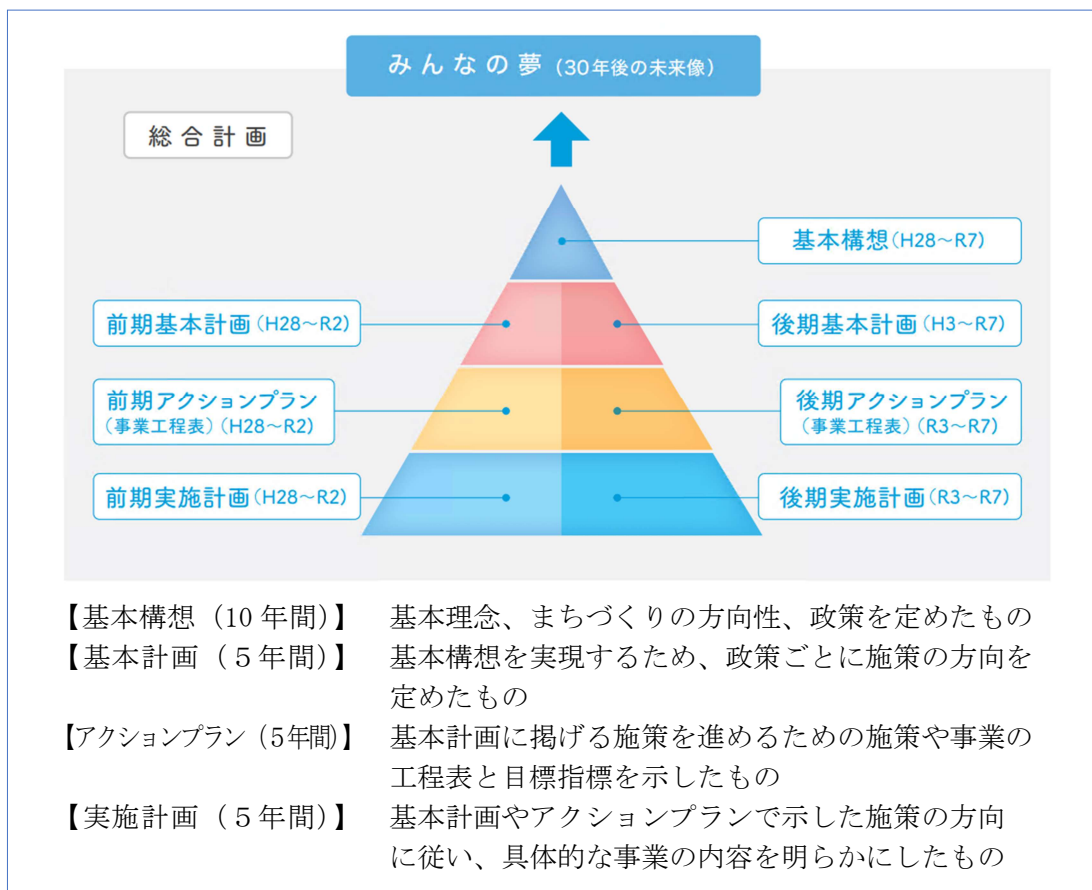 みんなの夢（30年後の未来像）
総合計画
基本構想（H28～R7）
前期基本計画（H28～R2）
後期基本計画（H3～R7）
前期アクションプラン
（事業工程表）（H28～R2）
後期アクションプラン
（事業工程表）（R3～R7）
前期実施計画（H28～R2）
後期実施計画（R3～R7）
【基本構想（10年間）】　基本理念、まちづくりの方向性、政策を定めたもの
【基本計画（５年間）】　基本構想を実現するため、政策ごとに施策の方向を
定めたもの
【アクションプラン（5年間）】　基本計画に掲げる施策を進めるための施策や事業の
工程表と目標指標を示したもの
【実施計画（５年間）】　基本計画やアクションプランで示した施策の方向
に従い、具体的な事業の内容を明らかにしたもの